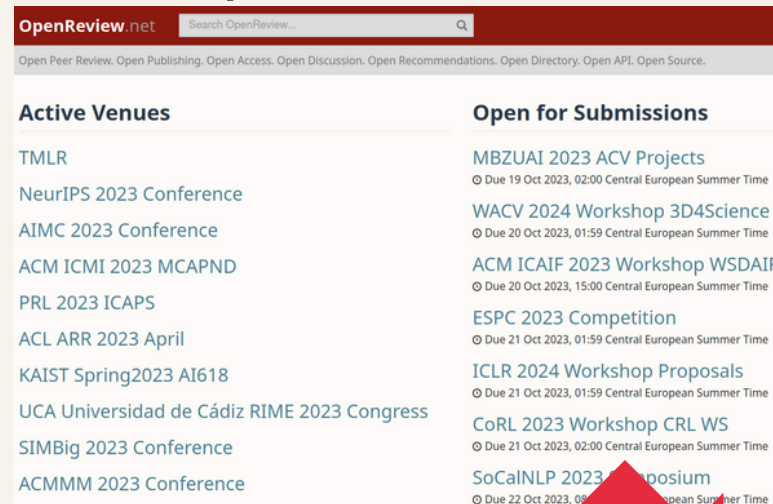 OpenReview.net
Search OpenReview...
Open Peer Review. Open Publishing. Open Access. Open Discussion. Open Recommendations. Open Directory. Open API. Open Source.
Active Venues
TMLR
NeurIPS 2023 Conference
AIMC 2023 Conference
ACM ICMI 2023 MCAPND
PRL 2023 ICAPS
ACL ARR 2023 April
KAIST Spring2023 AI618
UCA Universidad de Cádiz RIME 2023 Congress
SIMBig 2023 Conference
ACMMM 2023 Conference
Open for Submissions
MBZUAI 2023 ACV Projects
Due 19 Oct 2023, 02:00 Central European Summer Time
WACV 2024 Workshop 3D4Science
Due 20 Oct 2023, 01:59 Central European Summer Time
ACM ICAIF 2023 Workshop
Due 20 Oct 2023, 15:00 Central European Summer Time
ESPC 2023 Competition
Due 21 Oct 2023, 01:59 Central European Summer Time
ICLR 2024 Workshop Proposals
Due 21 Oct 2023, 01:59 Central European Summer Time
CoRL 2023 Workshop CRL WS
Due 21 Oct 2023, 02:00 Central European Summer Time
SoCalNLP 2023
Due 22 Oct 2023, Time